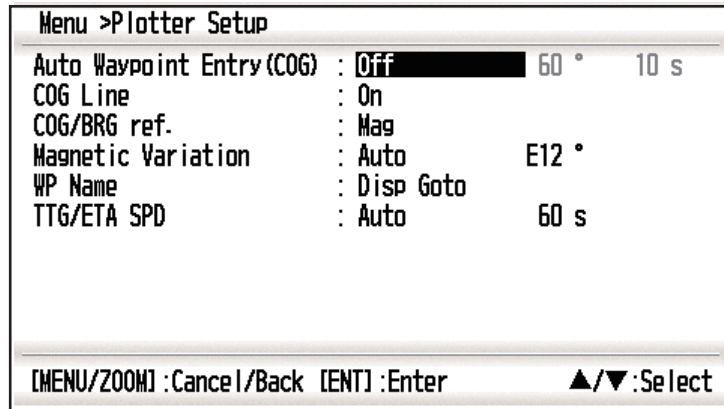 Menu >Plotter Setup
Auto Waypoint Entry(COG) : Off 60 ° 10 s
COG Line : On
COG/BRG ref. : Mag
Magnetic Variation : Auto E12 °
WP Name : Disp Goto
TTG/ETA SPD : Auto 60 s
[MENU/ZOOM]:Cancel/Back [ENT]:Enter ▲/▼:Select